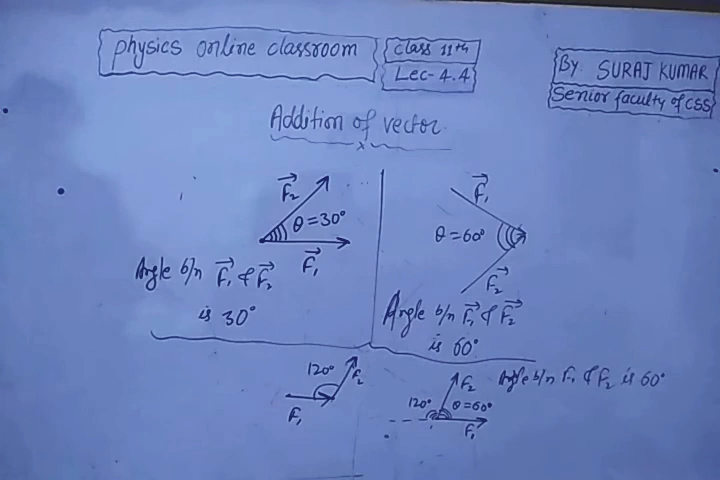 physics online classroom
Class 11th
Lec- 4.4
By SURAJ KUMAR
Senior faculty of CSS
Addition of vector
F₂
θ = 30°
F₁
Angle b/n F₁ & F₂
is 30°
F₁
θ = 60°
F₂
Angle b/n F₁ & F₂
is 60°
120°
F₂
F₁
F₂
120°
θ = 60°
F₁
Angle b/n F₁ & F₂ is 60°